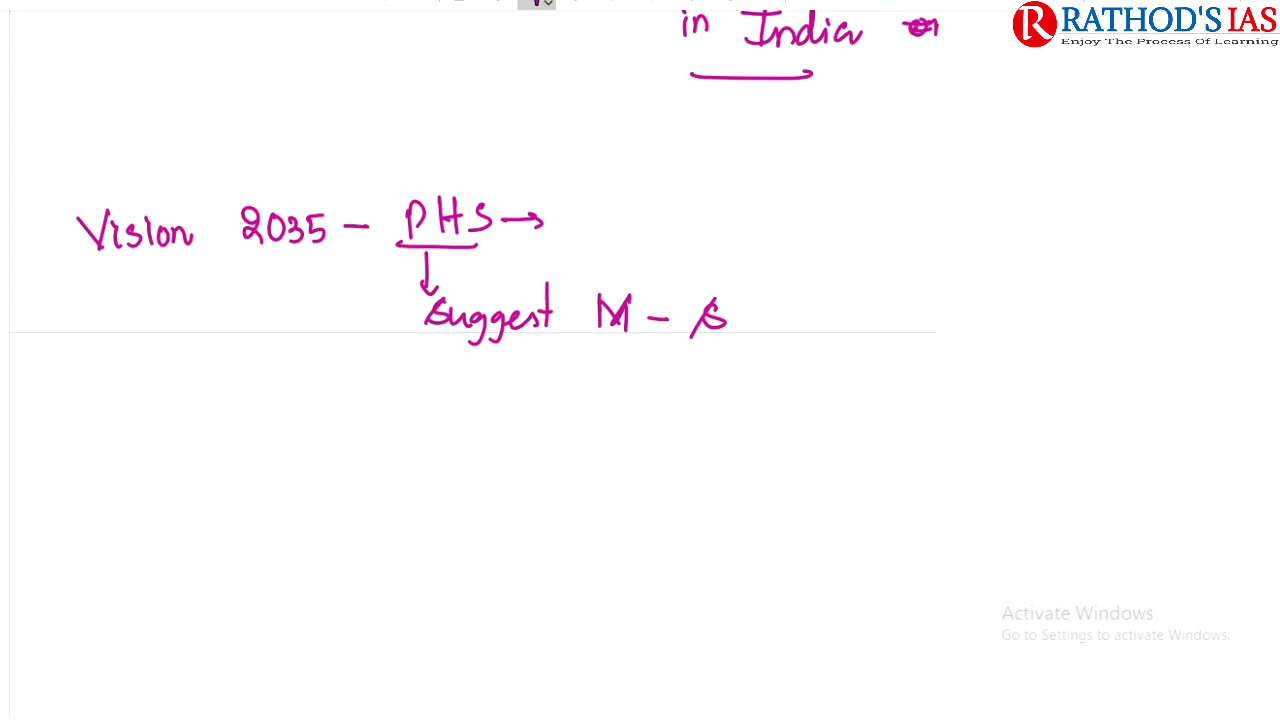 in India
RATHOD'S IAS
Enjoy The Process Of Learning
Vision 2035 - PHS →
Suggest M - S
Activate Windows
Go to Settings to activate Windows.